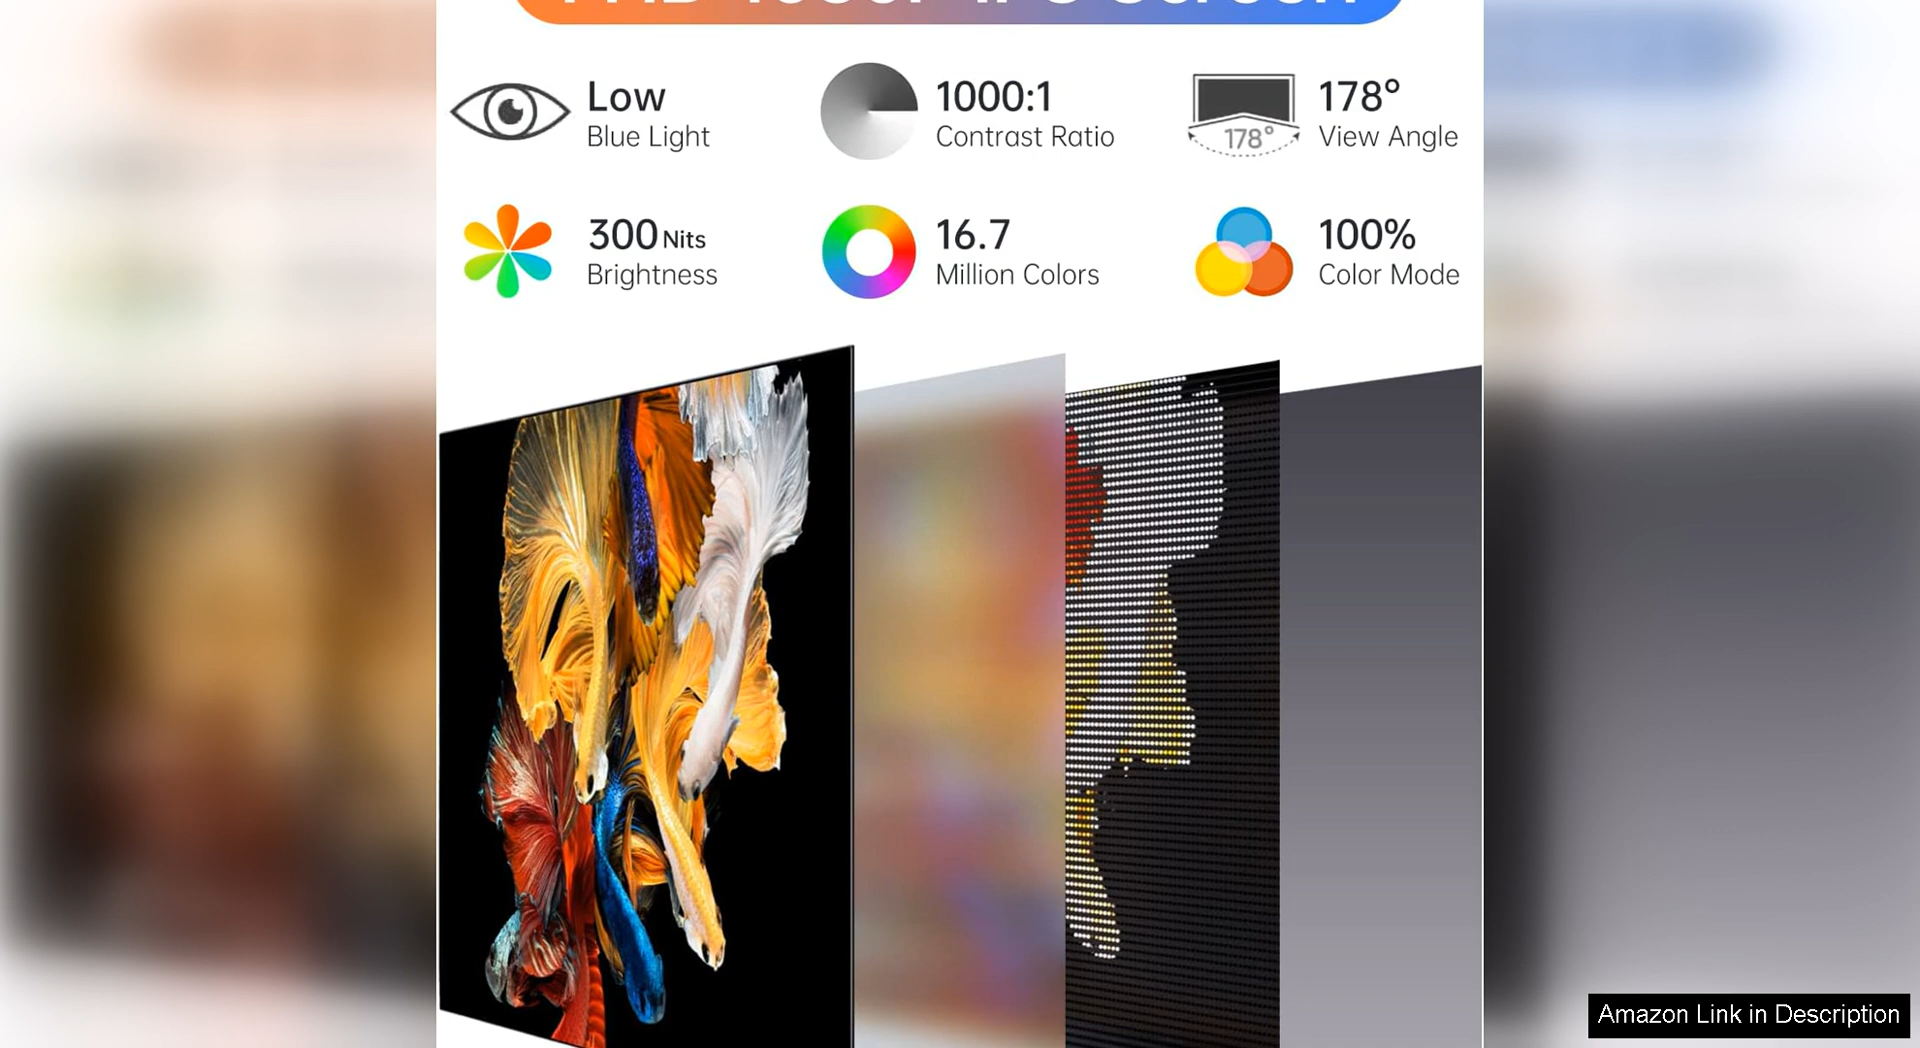 Low
Blue Light
1000:1
Contrast Ratio
178°
178°
View Angle
300 Nits
Brightness
16.7
Million Colors
100%
Color Mode
Amazon Link in Description